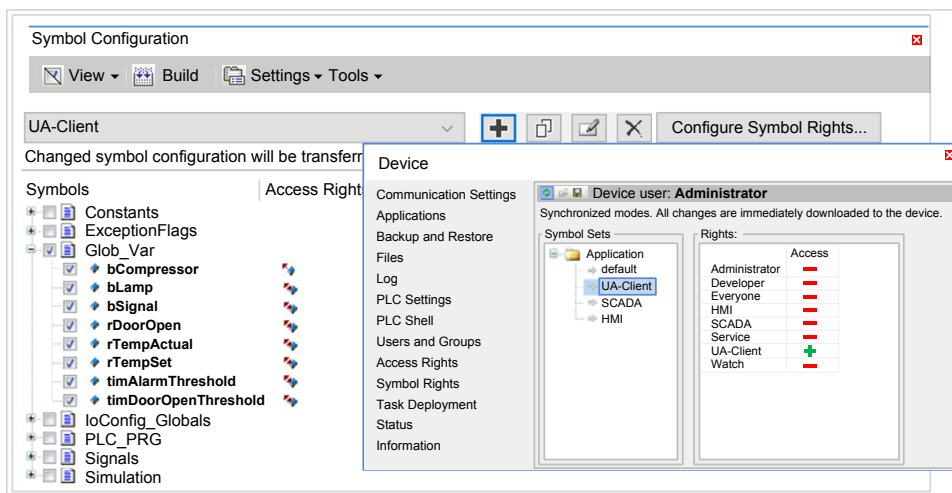 Symbol Configuration
View Build Settings Tools
UA-Client Configure Symbol Rights...
Changed symbol configuration will be transferr
Symbols Access Right
Constants
ExceptionFlags
Glob_Var
bCompressor
bLamp
bSignal
rDoorOpen
rTempActual
rTempSet
timAlarmThreshold
timDoorOpenThreshold
IoConfig_Globals
PLC_PRG
Signals
Simulation
Device
Communication Settings
Applications
Backup and Restore
Files
Log
PLC Settings
PLC Shell
Users and Groups
Access Rights
Symbol Rights
Task Deployment
Status
Information
Device user: Administrator
Synchronized modes. All changes are immediately downloaded to the device.
Symbol Sets
Application
default
UA-Client
SCADA
HMI
Rights:
Access
Administrator
Developer
Everyone
HMI
SCADA
Service
UA-Client
Watch